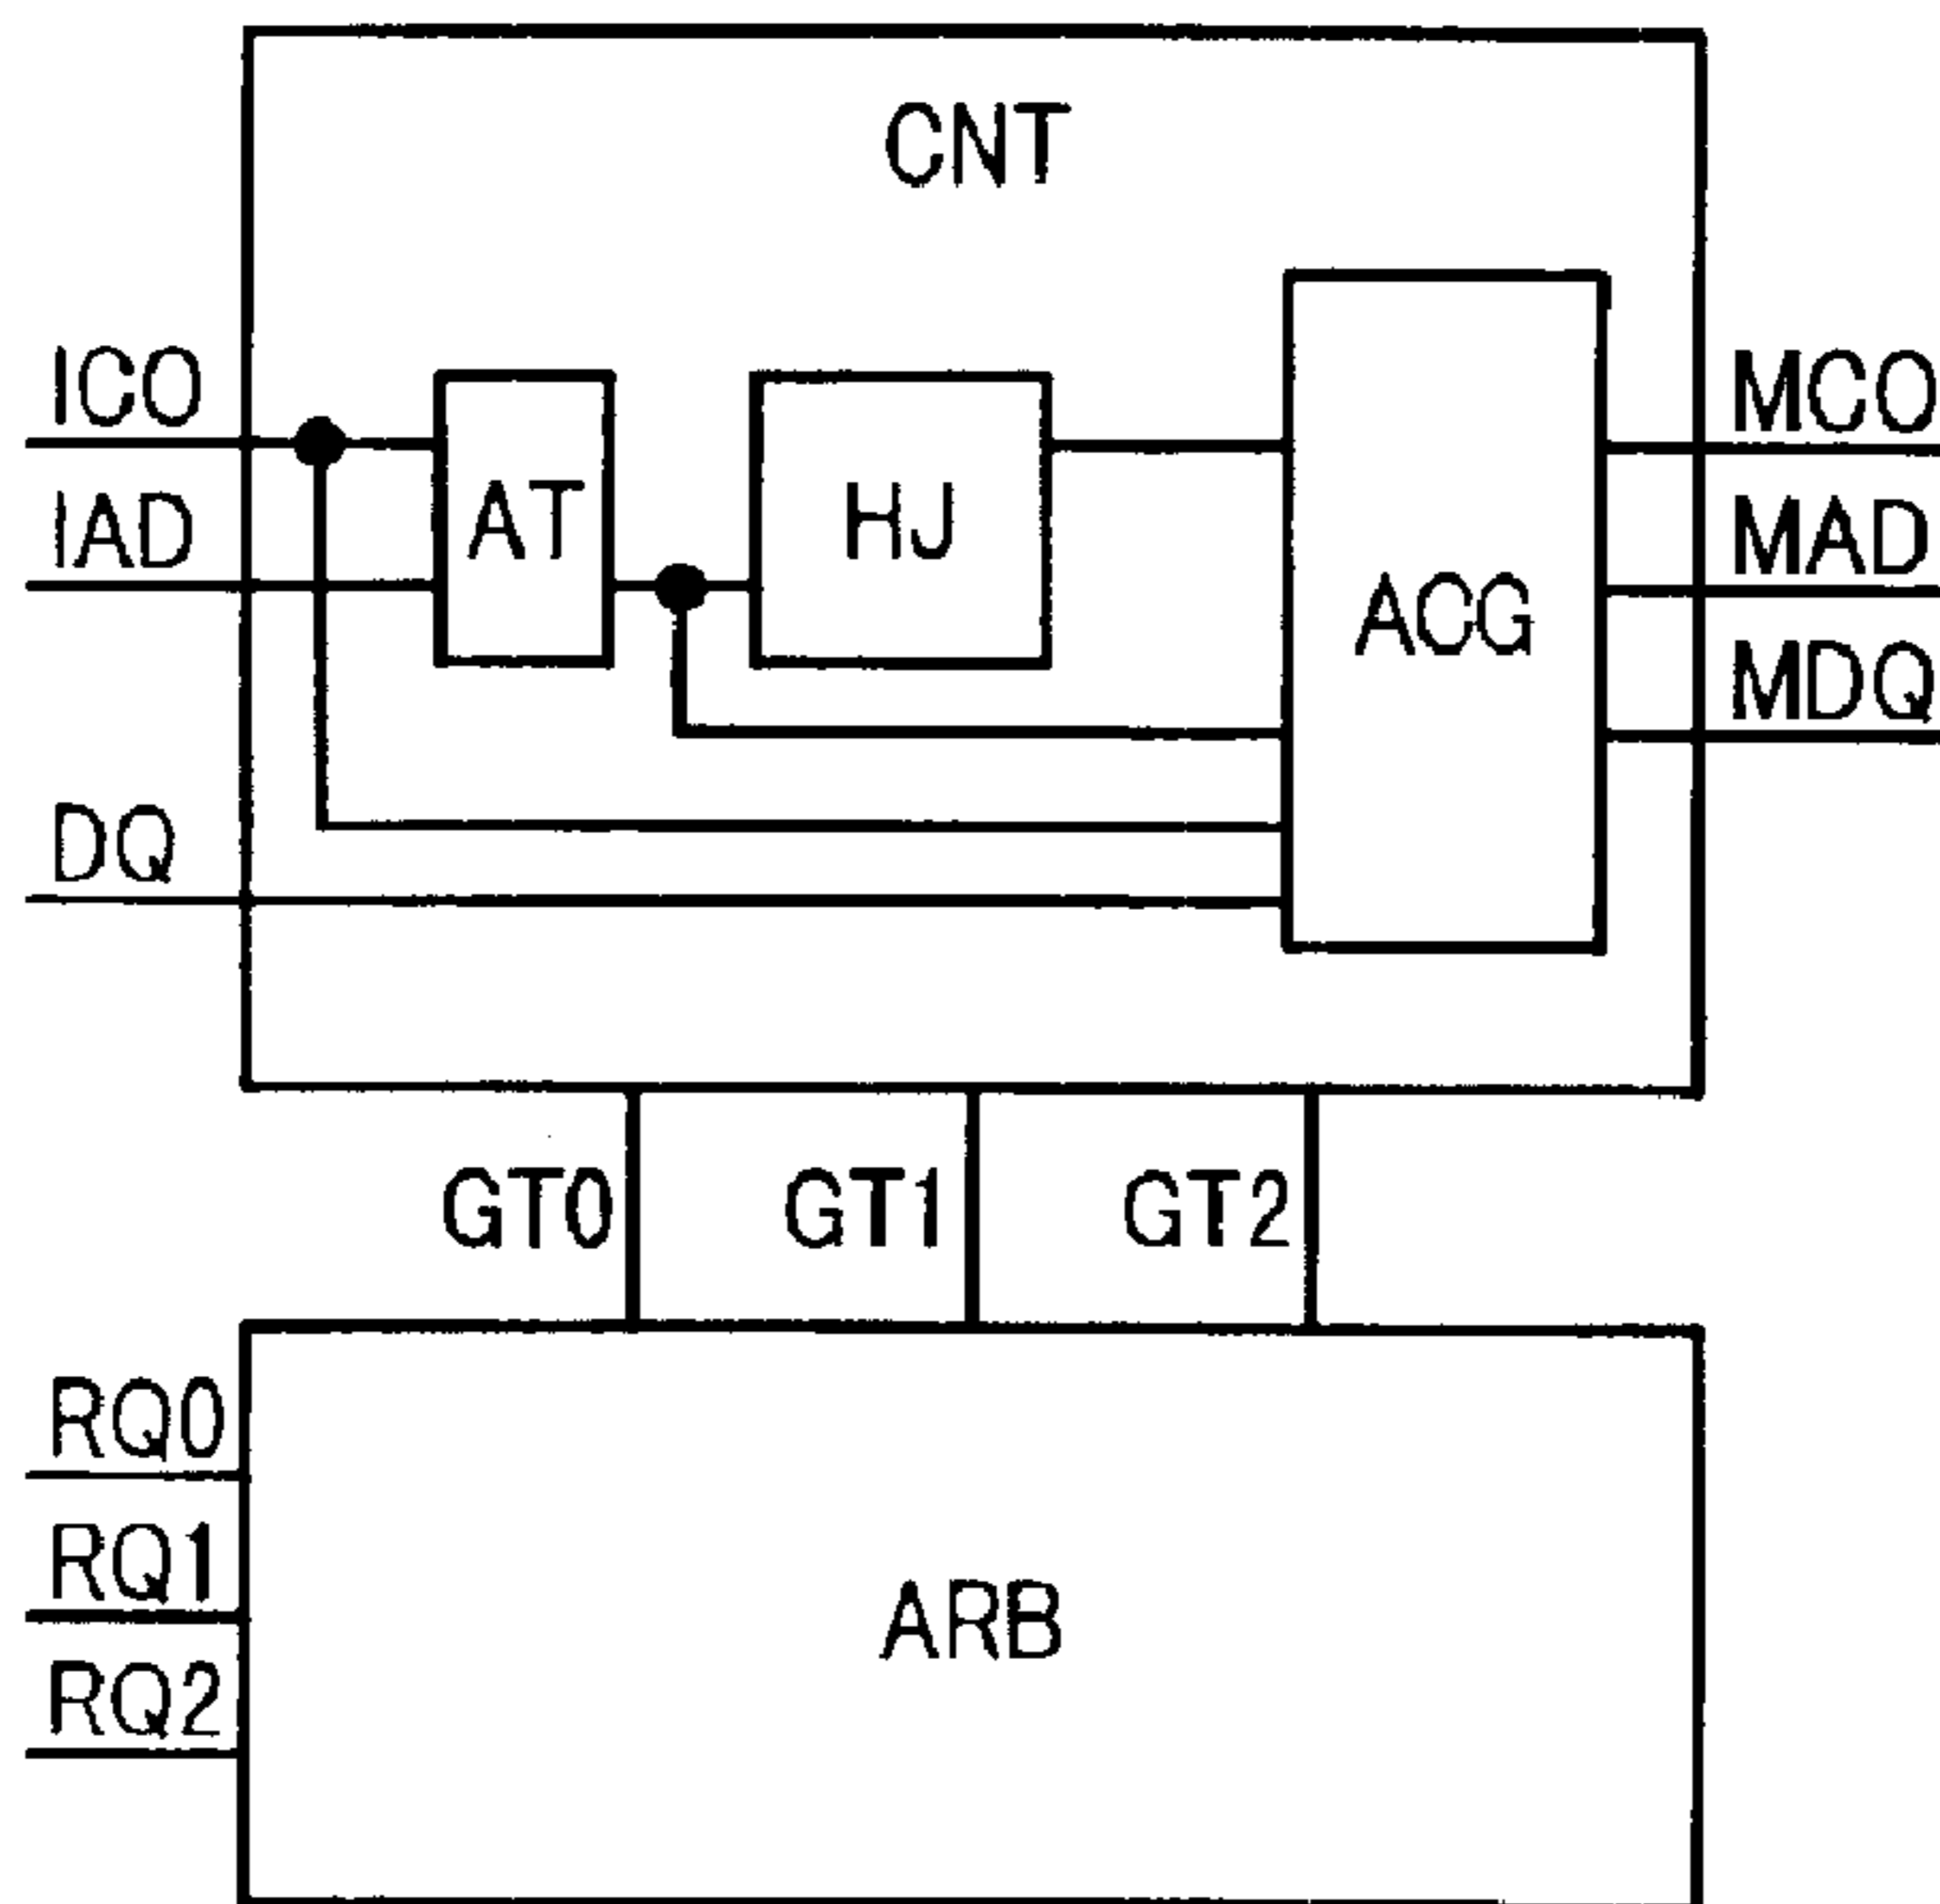 CNT
ICO
MCO
IAD
AT
HJ
MAD
ACG
MDQ
DQ
GT0
GT1
GT2
RQ0
RQ1
ARB
RQ2